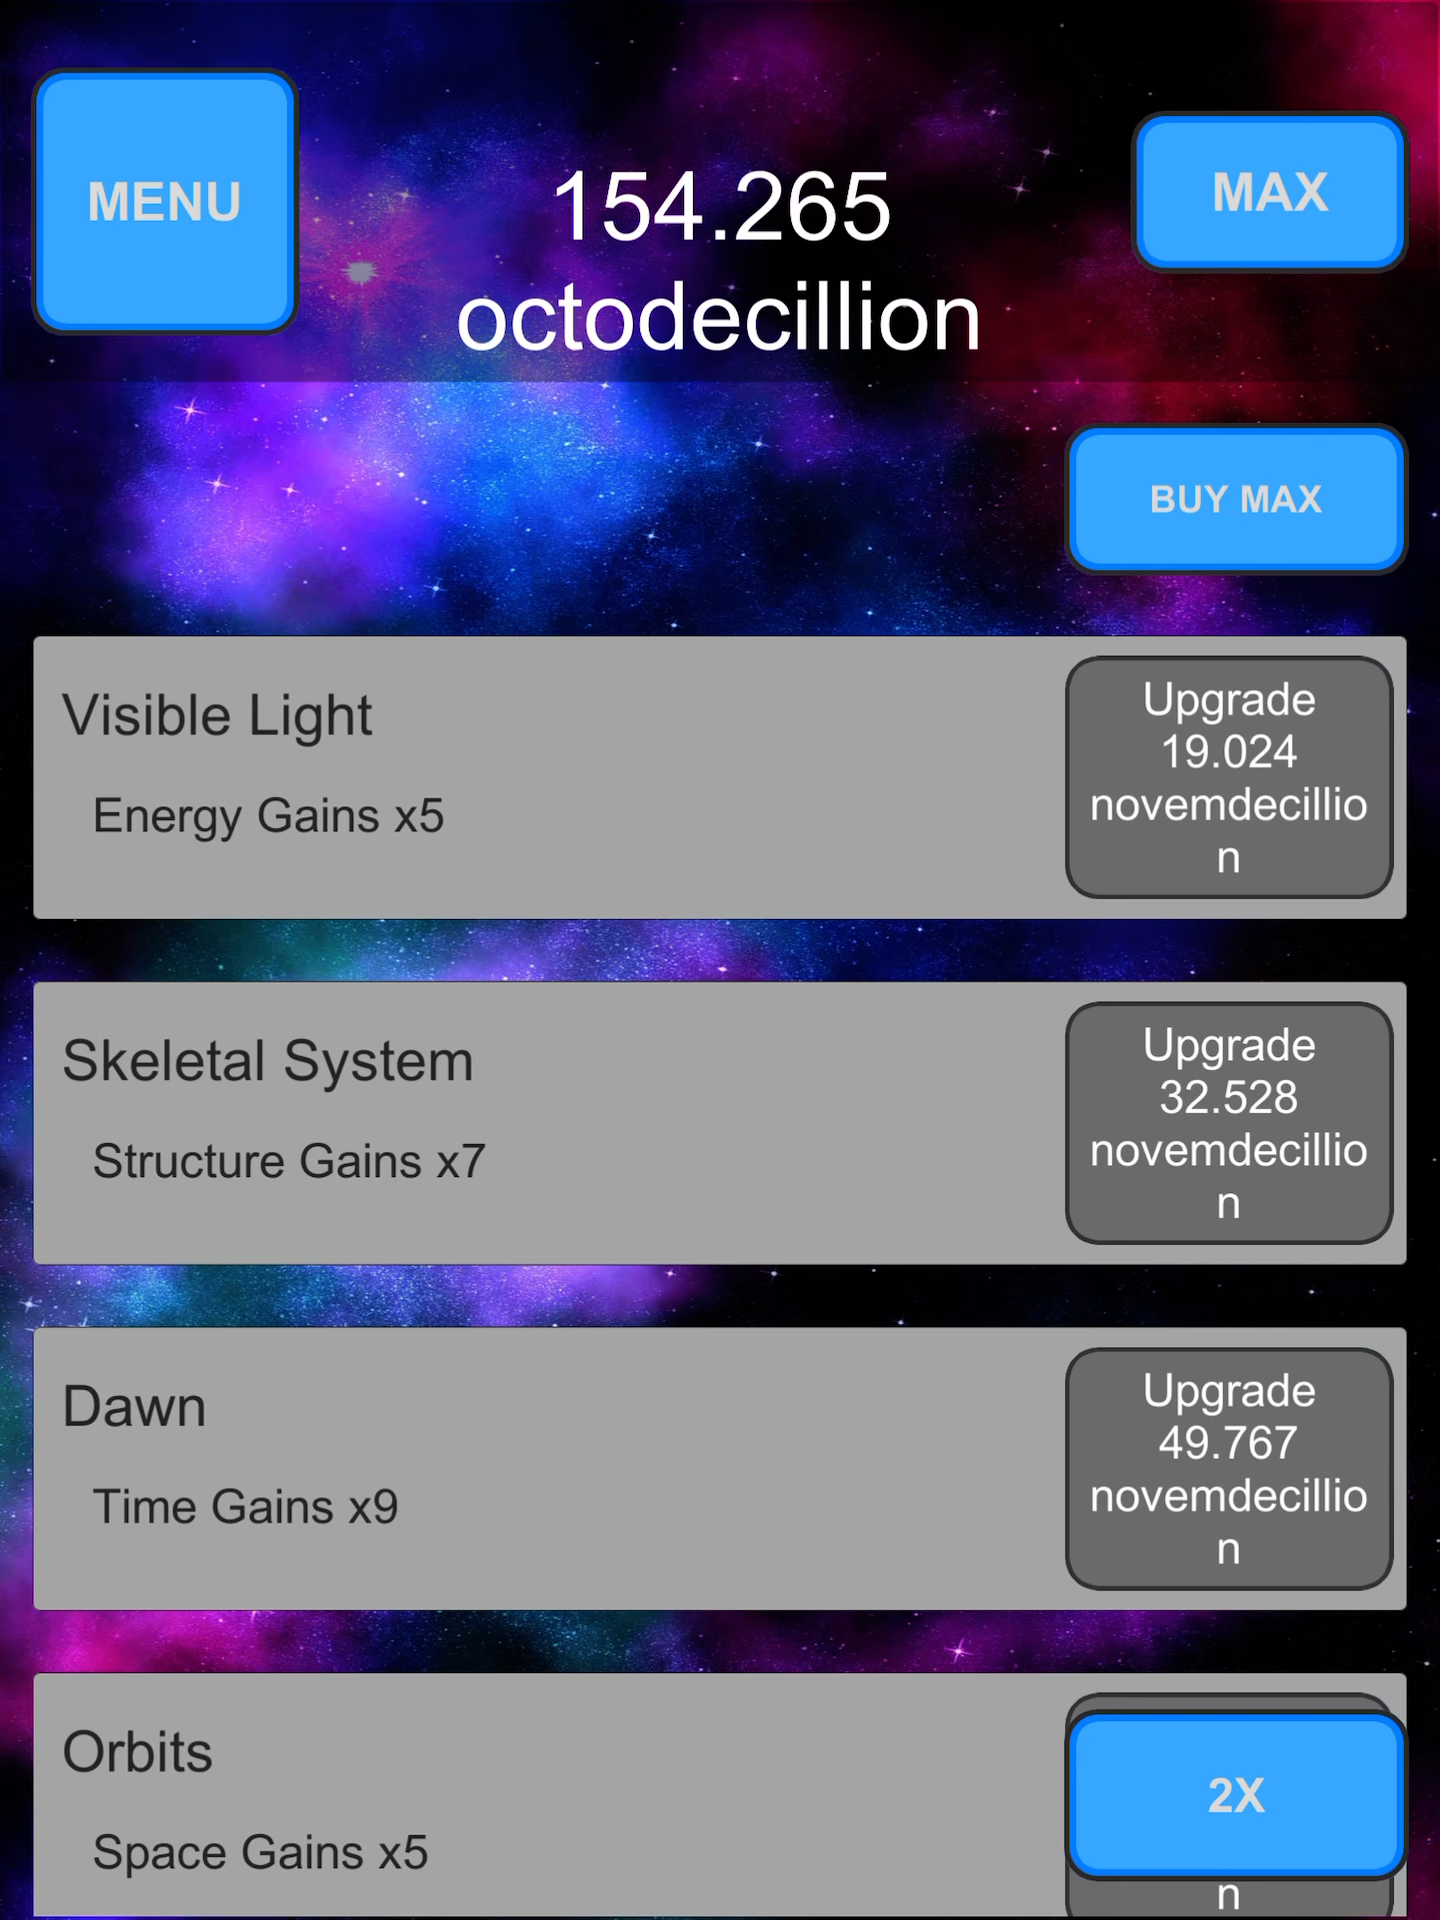 MENU
154.265
octodecillion
MAX
BUY MAX
Visible Light
Energy Gains x5
Upgrade
19.024
novemdecillio
n
Skeletal System
Structure Gains x7
Upgrade
32.528
novemdecillio
n
Dawn
Time Gains x9
Upgrade
49.767
novemdecillio
n
Orbits
Space Gains x5
2X
n